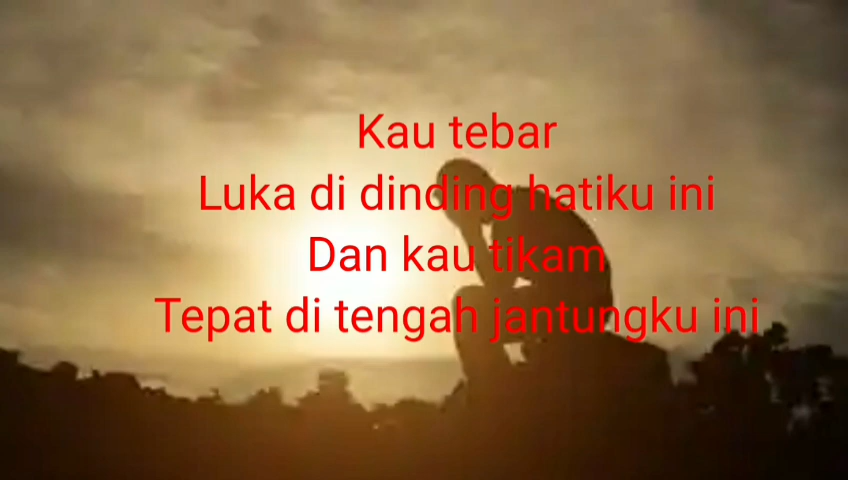 Kau tebar
Luka di dinding hatiku ini
Dan kau tikam
Tepat di tengah jantungku ini